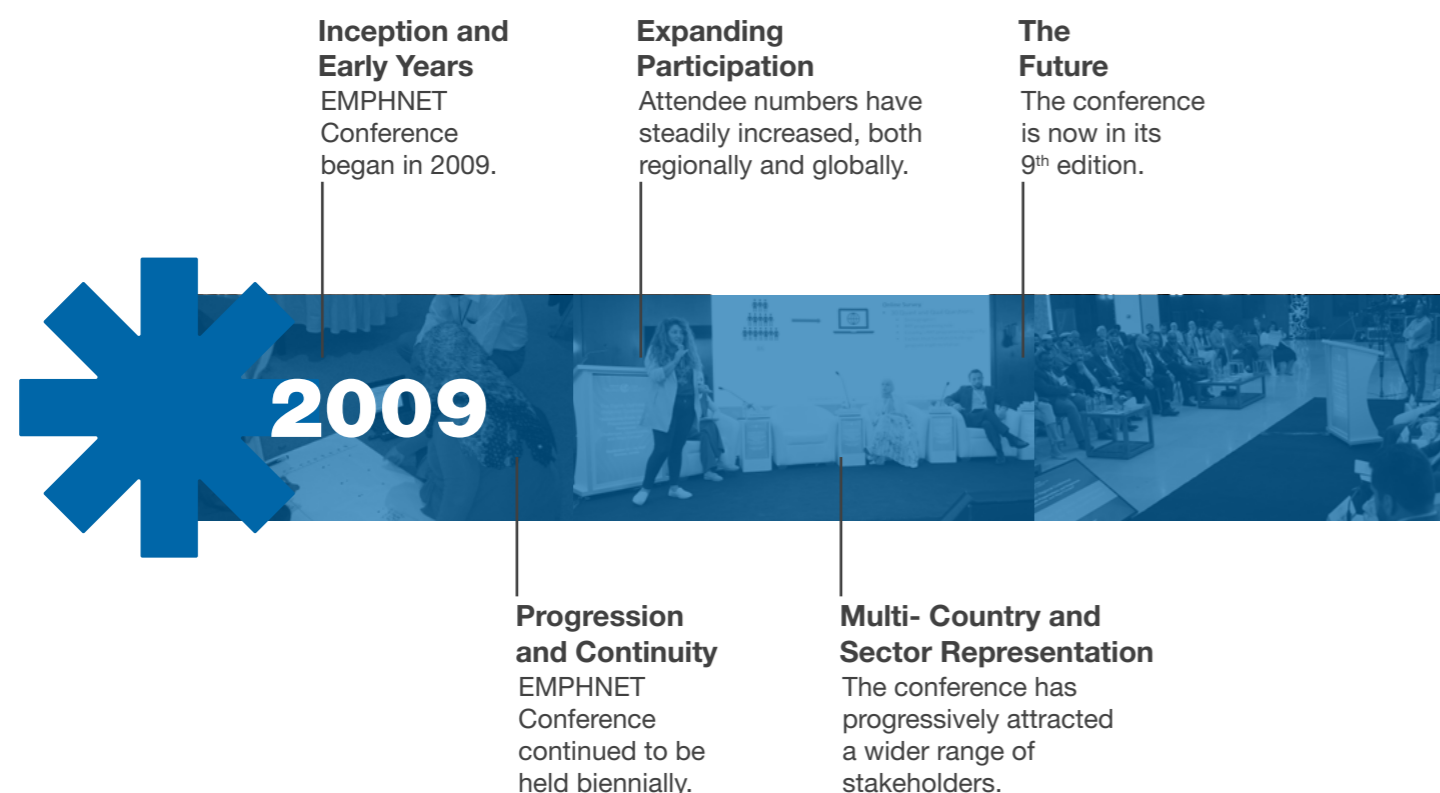 Inception and
Early Years
EMPHNET
Conference
began in 2009.
Expanding
Participation
Attendee numbers have
steadily increased, both
regionally and globally.
The
Future
The conference
is now in its
9th edition.
2009
Progression
and Continuity
EMPHNET
Conference
continued to be
held biennially.
Multi- Country and
Sector Representation
The conference has
progressively attracted
a wider range of
stakeholders.